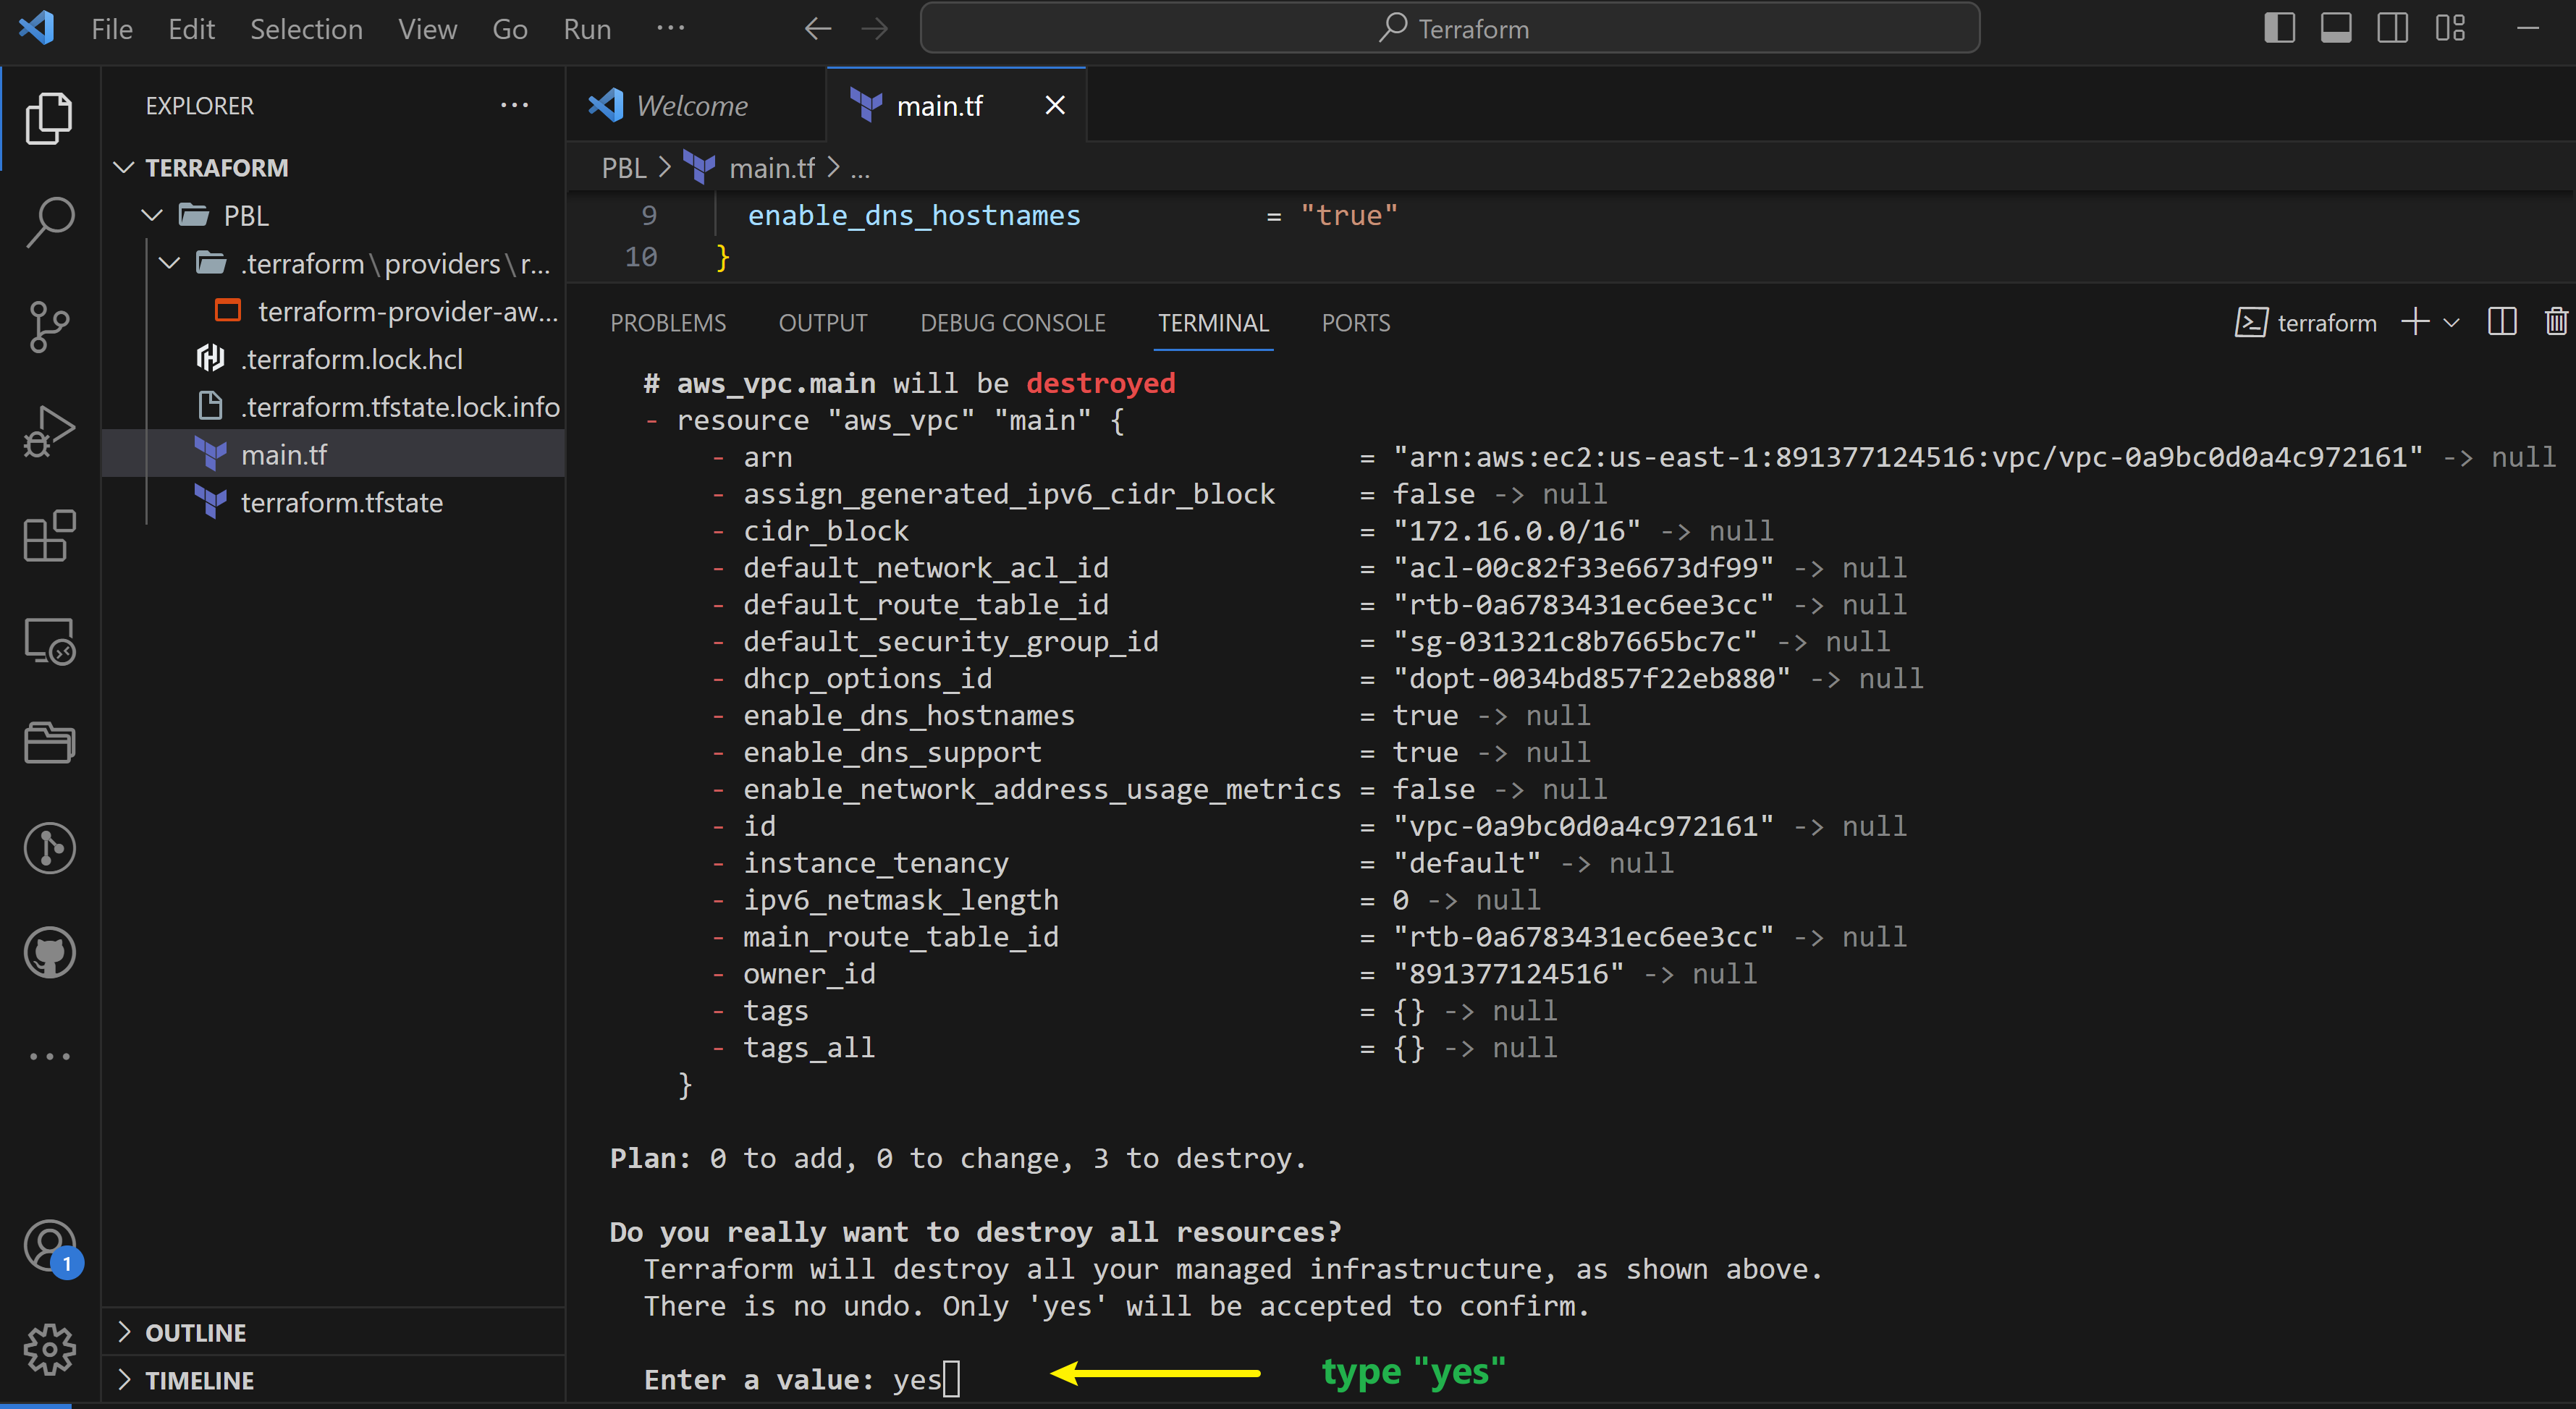 File Edit Selection View Go Run ...
Terraform
EXPLORER ...
TERRAFORM
PBL
.terraform\providers\r...
terraform-provider-aw...
.terraform.lock.hcl
.terraform.tfstate.lock.info
main.tf
terraform.tfstate
OUTLINE
TIMELINE
1
Welcome
main.tf
PBL > main.tf > ...
9 enable_dns_hostnames = "true"
10 }
PROBLEMS OUTPUT DEBUG CONSOLE TERMINAL PORTS
terraform
# aws_vpc.main will be destroyed
- resource "aws_vpc" "main" {
- arn = "arn:aws:ec2:us-east-1:891377124516:vpc/vpc-0a9bc0d0a4c972161" -> null
- assign_generated_ipv6_cidr_block = false -> null
- cidr_block = "172.16.0.0/16" -> null
- default_network_acl_id = "acl-00c82f33e6673df99" -> null
- default_route_table_id = "rtb-0a6783431ec6ee3cc" -> null
- default_security_group_id = "sg-031321c8b7665bc7c" -> null
- dhcp_options_id = "dopt-0034bd857f22eb880" -> null
- enable_dns_hostnames = true -> null
- enable_dns_support = true -> null
- enable_network_address_usage_metrics = false -> null
- id = "vpc-0a9bc0d0a4c972161" -> null
- instance_tenancy = "default" -> null
- ipv6_netmask_length = 0 -> null
- main_route_table_id = "rtb-0a6783431ec6ee3cc" -> null
- owner_id = "891377124516" -> null
- tags = {} -> null
- tags_all = {} -> null
}
Plan: 0 to add, 0 to change, 3 to destroy.
Do you really want to destroy all resources?
Terraform will destroy all your managed infrastructure, as shown above.
There is no undo. Only 'yes' will be accepted to confirm.
Enter a value: yes
type "yes"